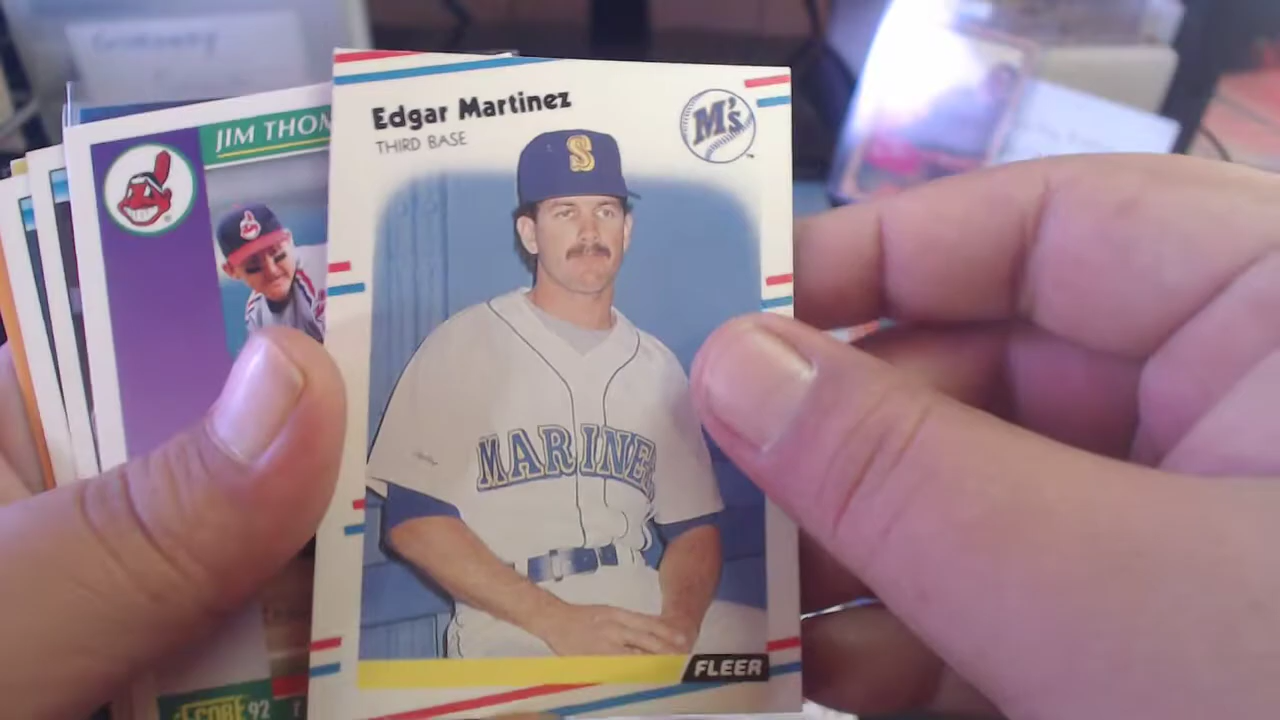 Edgar Martinez
THIRD BASE
M's
S
MARINERS
FLEER
JIM THOM
SCORE 92